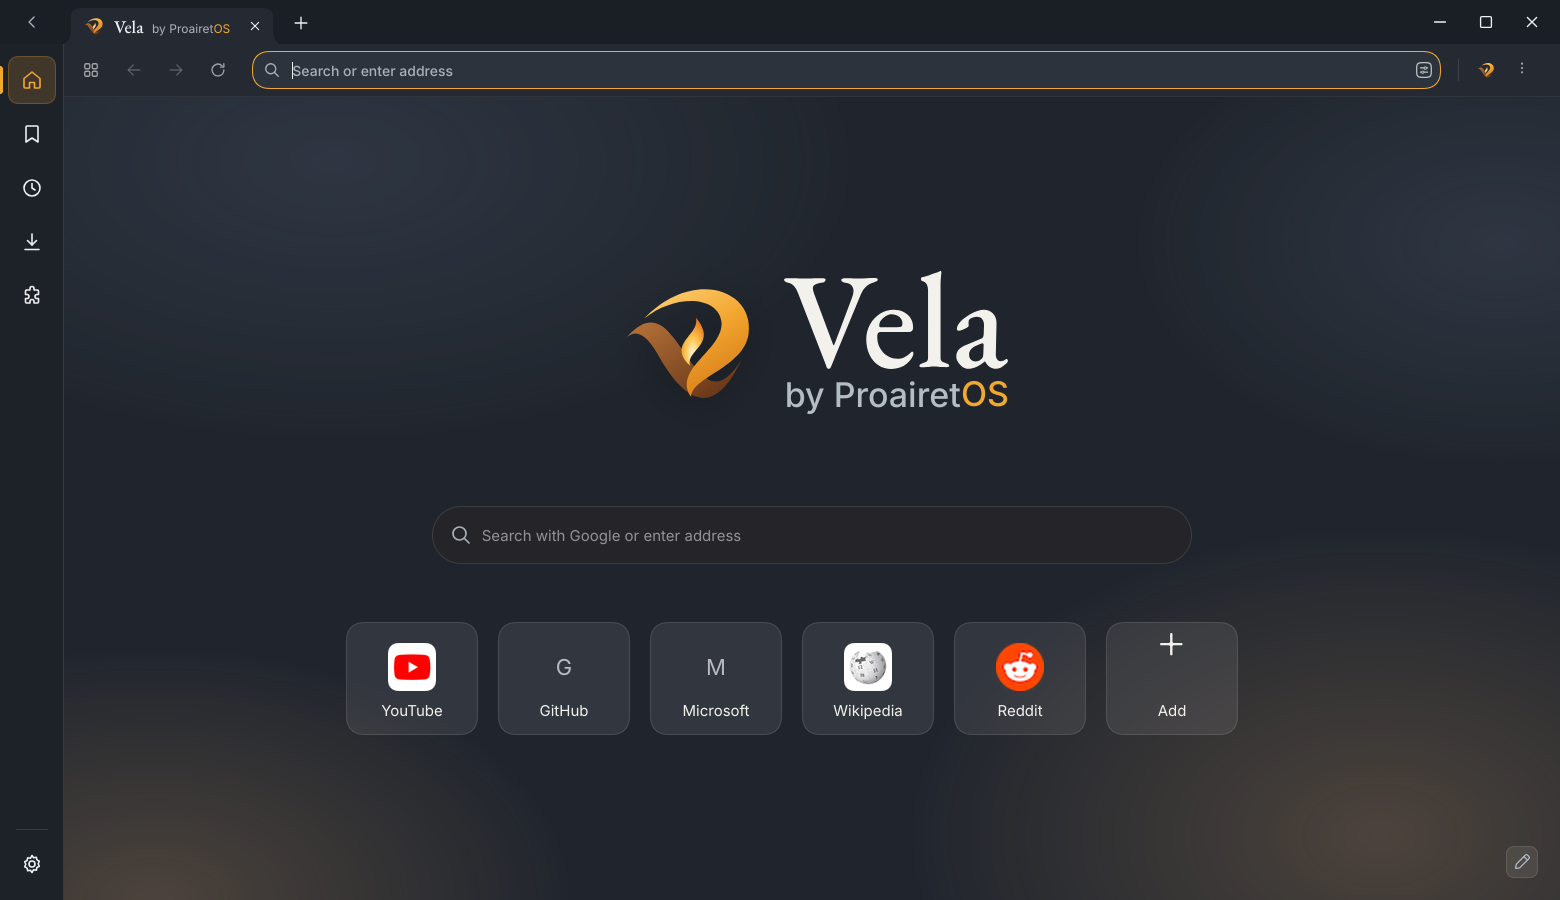 Vela by ProairetOS
Search or enter address
Vela
by ProairetOS
Search with Google or enter address
G
M
YouTube
GitHub
Microsoft
Wikipedia
Reddit
Add